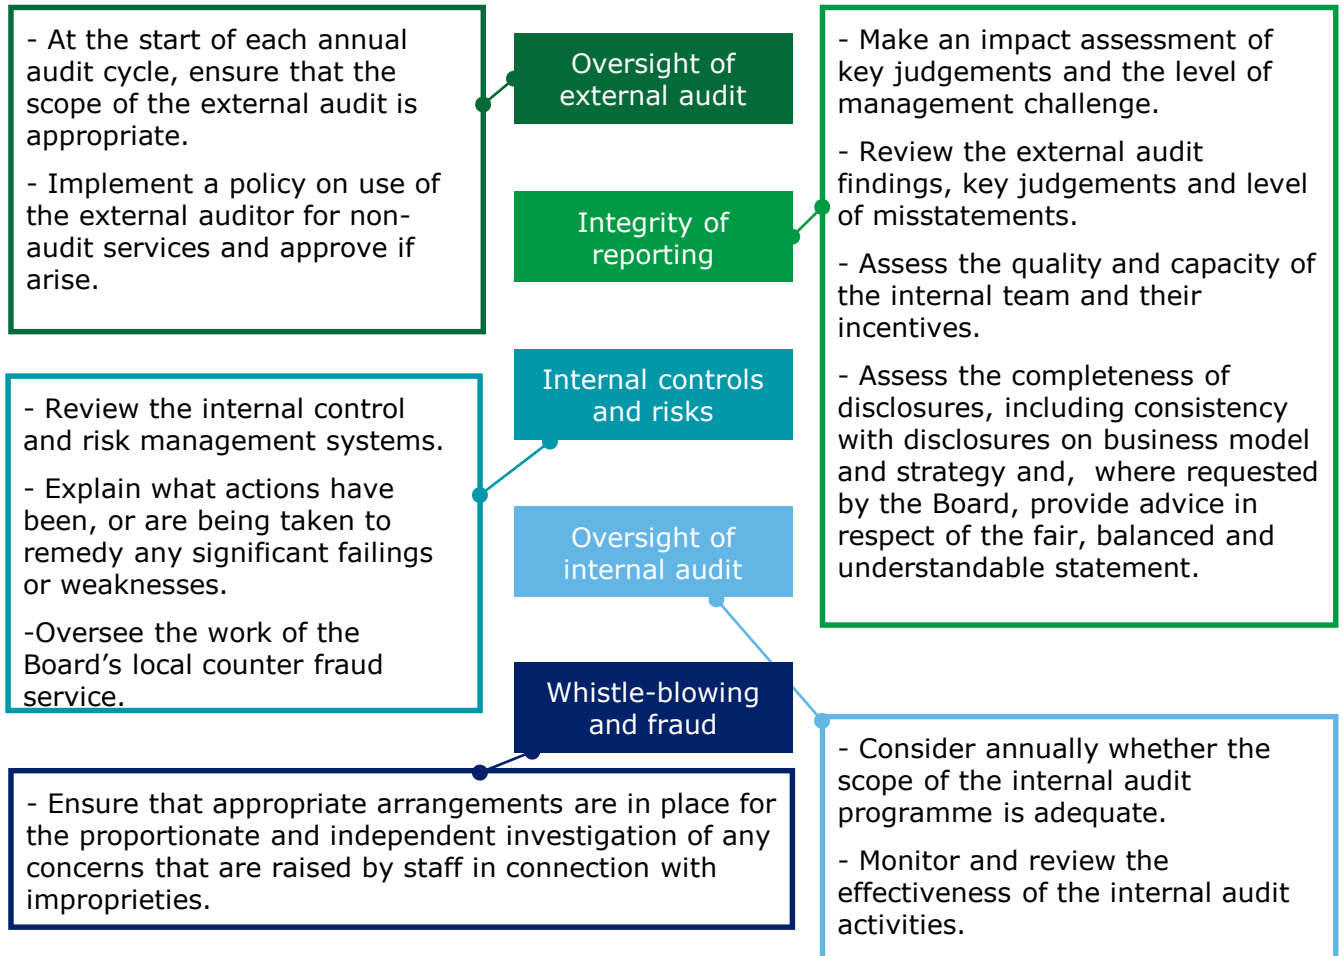 - At the start of each annual
audit cycle, ensure that the
scope of the external audit is
appropriate.
- Implement a policy on use of
the external auditor for non-
audit services and approve if
arise.
Oversight of
external audit
Integrity of
reporting
- Make an impact assessment of
key judgements and the level of
management challenge.
- Review the external audit
findings, key judgements and level
of misstatements.
- Assess the quality and capacity of
the internal team and their
incentives.
- Assess the completeness of
disclosures, including consistency
with disclosures on business model
and strategy and,  where requested
by the Board, provide advice in
respect of the fair, balanced and
understandable statement.
Internal controls
and risks
- Review the internal control
and risk management systems.
- Explain what actions have
been, or are being taken to
remedy any significant failings
or weaknesses.
-Oversee the work of the
Board’s local counter fraud
service.
Oversight of
internal audit
Whistle-blowing
and fraud
- Ensure that appropriate arrangements are in place for
the proportionate and independent investigation of any
concerns that are raised by staff in connection with
improprieties.
- Consider annually whether the
scope of the internal audit
programme is adequate.
- Monitor and review the
effectiveness of the internal audit
activities.